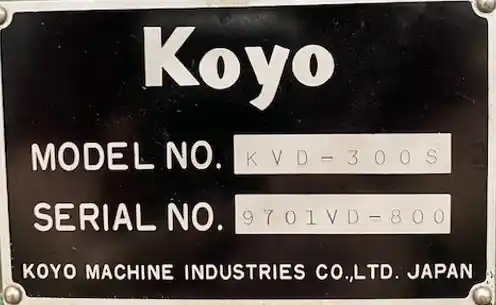 Koyo
MODEL NO. KVD-300S
SERIAL NO. 9701VD-800
KOYO MACHINE INDUSTRIES CO.,LTD. JAPAN